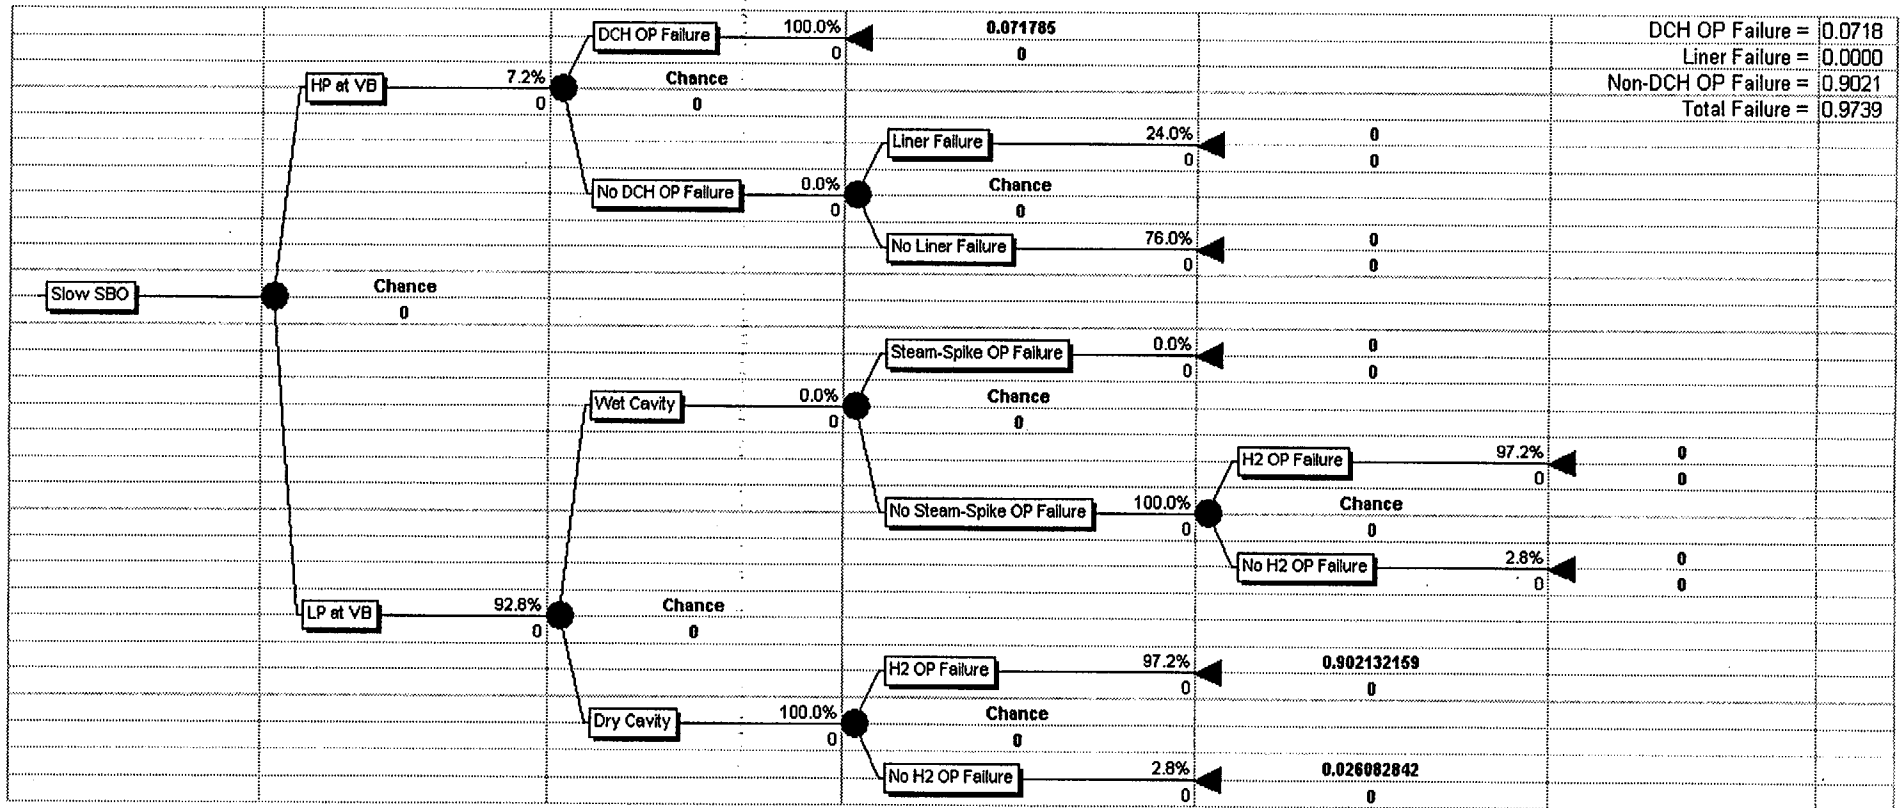 DCH OP Failure 100.0% 0.071785
0 0
DCH OP Failure = 0.0718
Liner Failure = 0.0000
Non-DCH OP Failure = 0.9021
Total Failure = 0.9739
HP at VB 7.2% Chance
0 0
Liner Failure 24.0% 0
0 0
No DCH OP Failure 0.0% Chance
0 0
No Liner Failure 76.0% 0
0 0
Slow SBO Chance
0
Steam-Spike OP Failure 0.0% 0
0 0
Wet Cavity 0.0% Chance
0 0
H2 OP Failure 97.2% 0
0 0
No Steam-Spike OP Failure 100.0% Chance
0 0
No H2 OP Failure 2.8% 0
0 0
LP at VB 92.8% Chance
0 0
H2 OP Failure 97.2% 0.902132159
0 0
Dry Cavity 100.0% Chance
0 0
No H2 OP Failure 2.8% 0.026082842
0 0